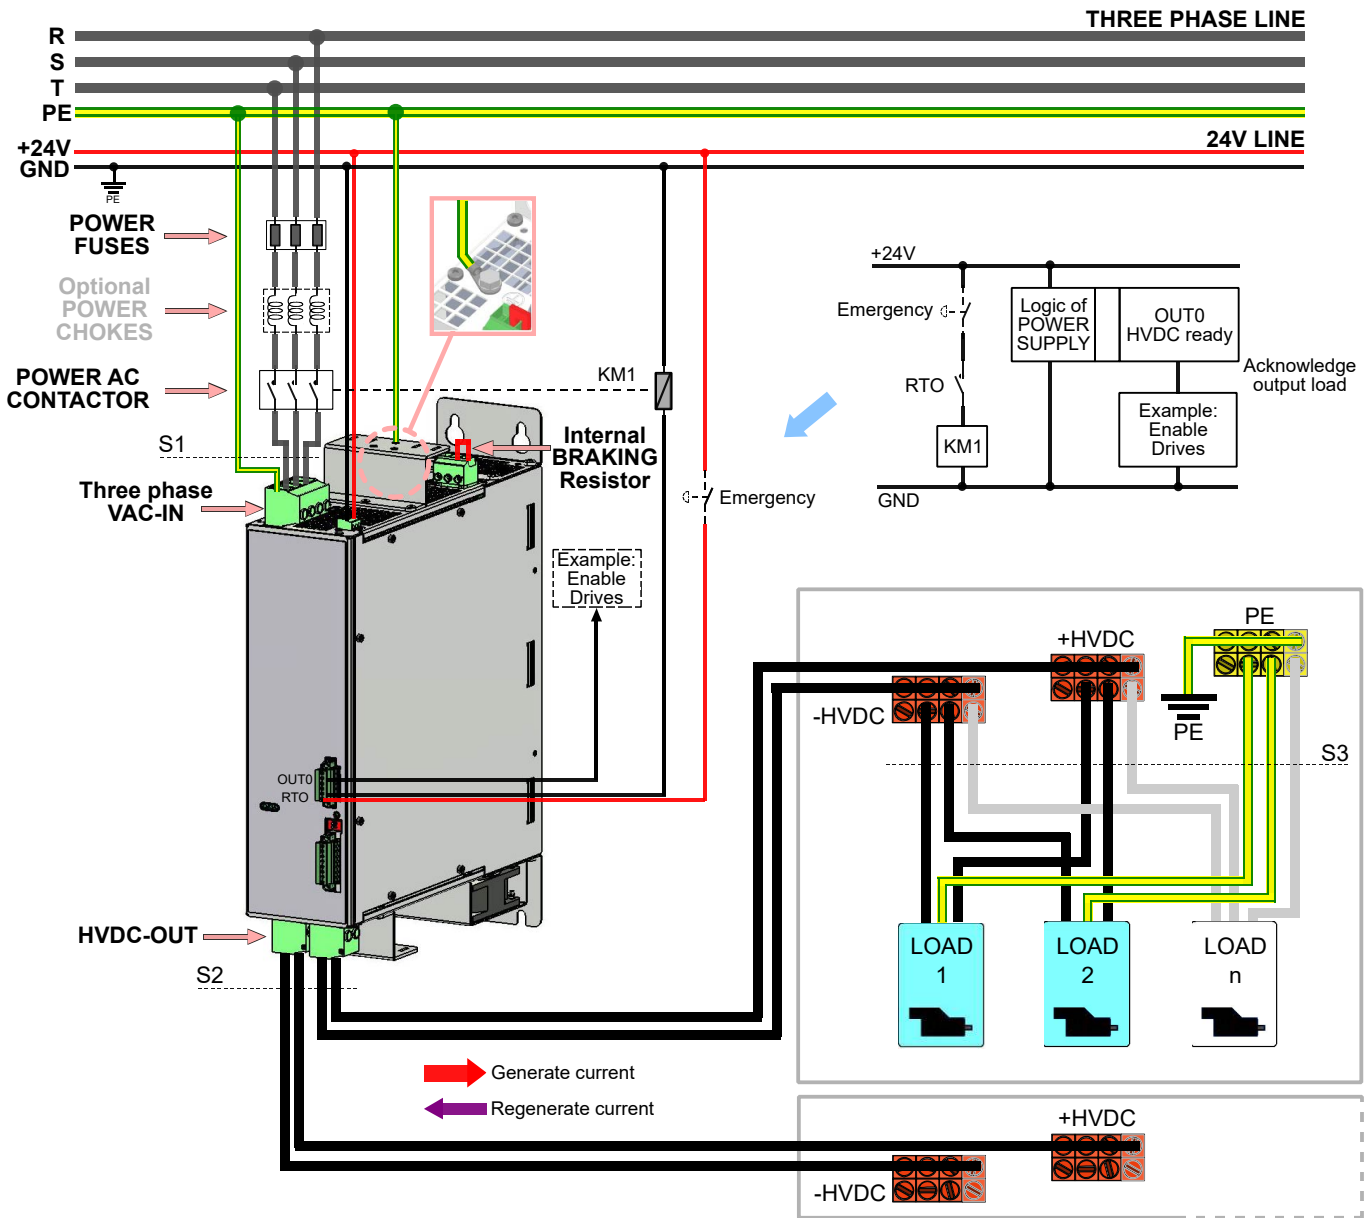 THREE PHASE LINE
R
S
T
PE
24V LINE
+24V
GND
PE
POWER
FUSES
Optional
POWER
CHOKES
POWER AC
CONTACTOR
KM1
S1
Internal
BRAKING
Resistor
Three phase
VAC-IN
Emergency
+24V
Emergency
Logic of
POWER
SUPPLY
OUT0
HVDC ready
Acknowledge
output load
RTO
Example:
Enable
Drives
KM1
GND
Example:
Enable
Drives
OUT0
RTO
HVDC-OUT
S2
PE
+HVDC
-HVDC
PE
S3
LOAD
1
LOAD
2
LOAD
n
Generate current
Regenerate current
+HVDC
-HVDC